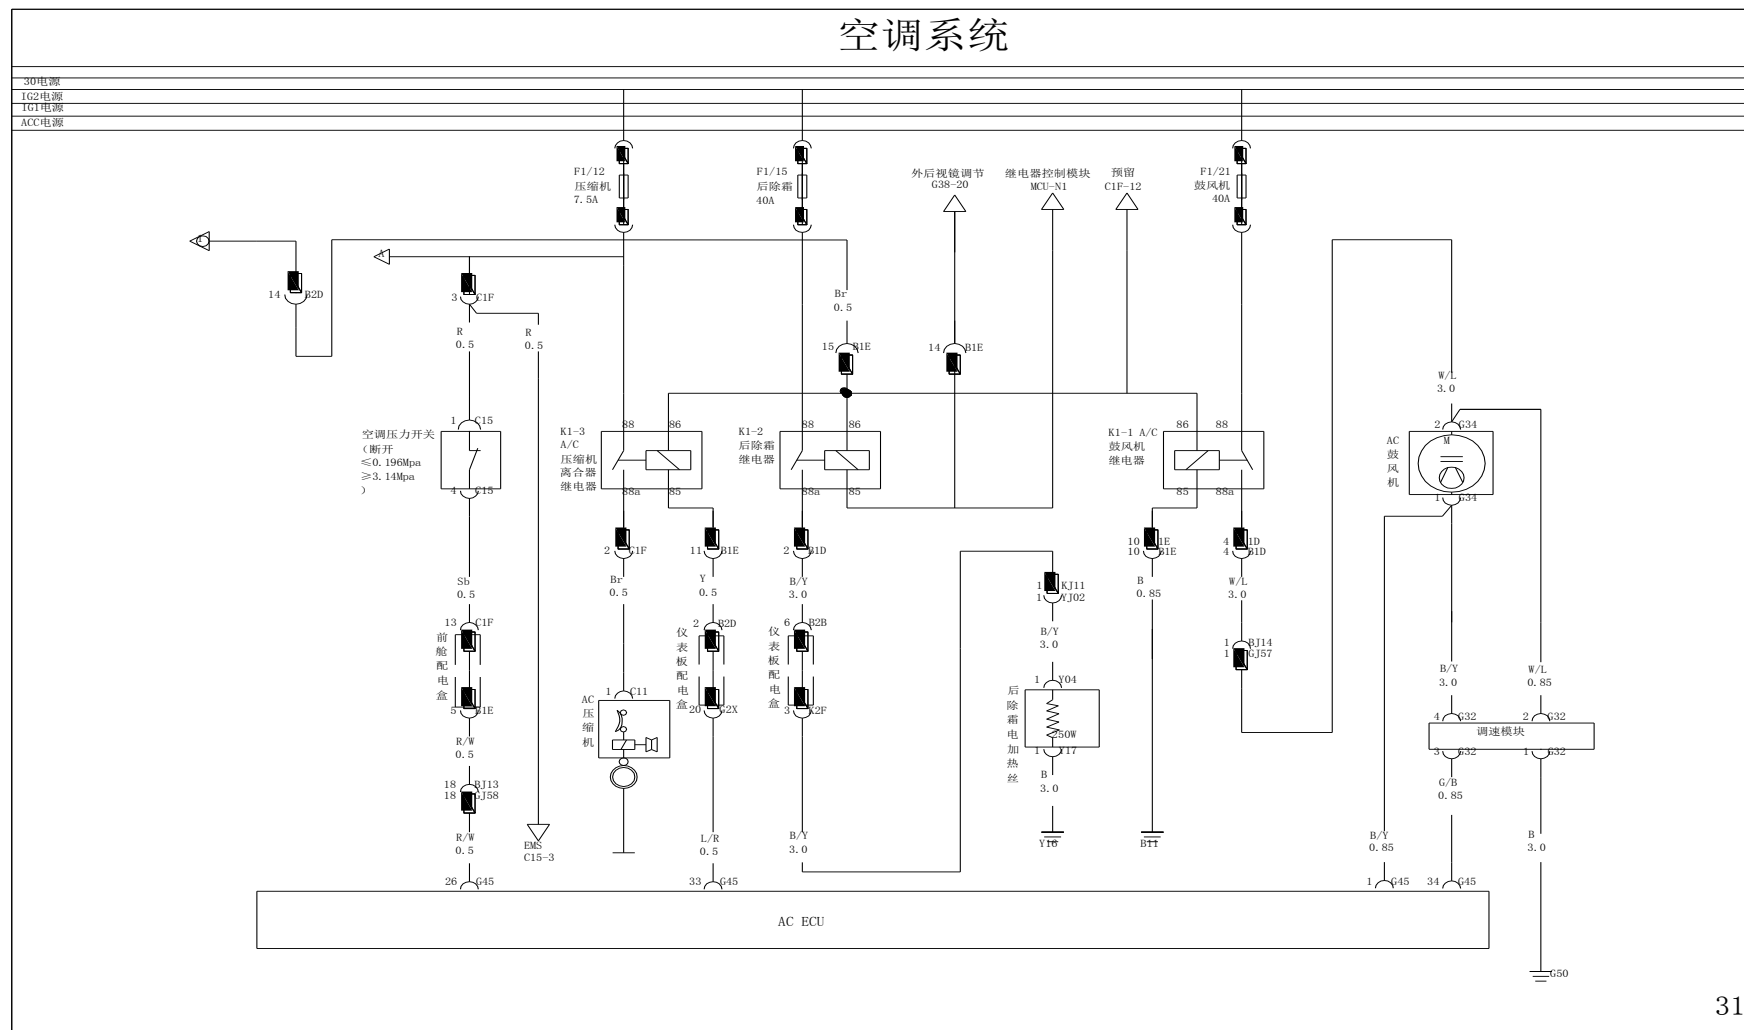 空调系统
30电源
IG2电源
IG1电源
ACC电源
F1/12
压缩机
7.5A
F1/15
后除霜
40A
外后视镜调节
G38-20
继电器控制模块
MCU-N1
预留
C1F-12
F1/21
鼓风机
40A
A
14 B2D
3 C1F
R
0.5
R
0.5
Br
0.5
15 B1E
14 B1E
W/L
3.0
1 C15
空调压力开关
(断开
≤0.196Mpa
≥3.14Mpa
)
4 C15
K1-3
A/C
压缩机
离合器
继电器
88 86
88a 85
K1-2
后除霜
继电器
88 86
88a 85
K1-1 A/C
鼓风机
继电器
86 88
85 88a
2 G34
AC
鼓风机
M
1 G34
2 C1F
11 B1E
2 B1D
10 1E
10 B1E
4 1D
4 B1D
Sb
0.5
Br
0.5
Y
0.5
B/Y
3.0
1 KJ11
1 YJ02
B
0.85
W/L
3.0
13 C1F
前舱配电盒
5 B1E
2 B2D
仪表板配电盒
20 G2X
6 B2B
仪表板配电盒
3 K2F
B/Y
3.0
1 BJ14
1 GJ57
1 C11
AC
压缩机
1 Y04
后除霜电加热丝
250W
1 Y17
B
3.0
Y16
B11
B/Y
3.0
W/L
0.85
4 G32
2 G32
调速模块
3 G32
1 G32
R/W
0.5
18 BJ13
18 GJ58
R/W
0.5
EMS
C15-3
L/R
0.5
B/Y
3.0
G/B
0.85
B/Y
0.85
B
3.0
26 G45
33 G45
1 G45
34 G45
AC ECU
G50
31